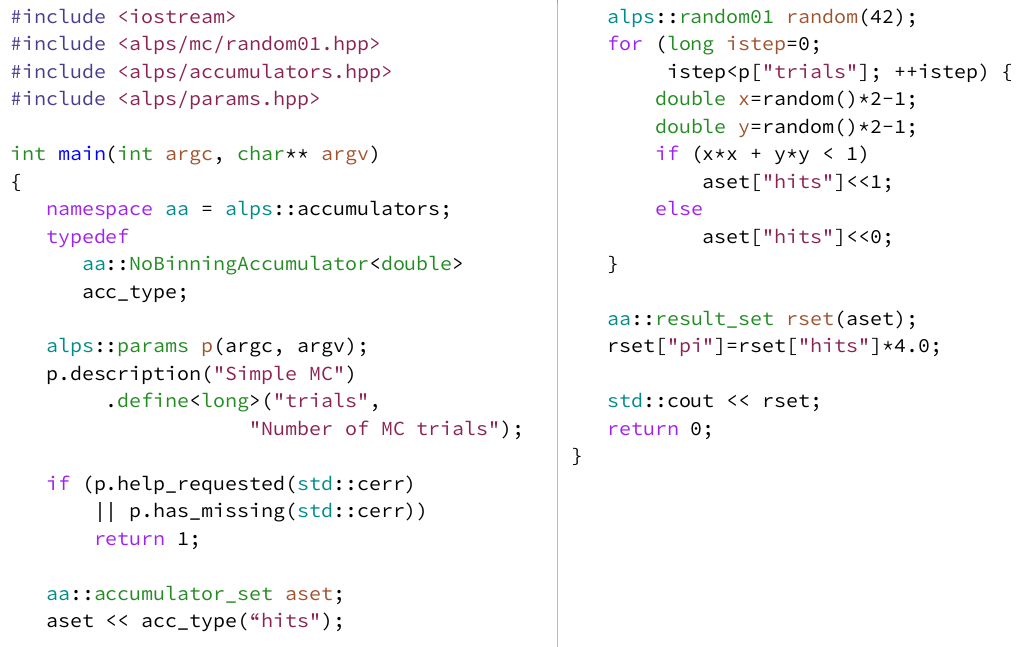 #include <iostream>
#include <alps/mc/random01.hpp>
#include <alps/accumulators.hpp>
#include <alps/params.hpp>

int main(int argc, char** argv)
{
   namespace aa = alps::accumulators;
   typedef
      aa::NoBinningAccumulator<double>
      acc_type;

   alps::params p(argc, argv);
   p.description("Simple MC")
        .define<long>("trials",
                    "Number of MC trials");

   if (p.help_requested(std::cerr)
       || p.has_missing(std::cerr))
       return 1;

   aa::accumulator_set aset;
   aset << acc_type(“hits");
   alps::random01 random(42);
   for (long istep=0;
        istep<p["trials"]; ++istep) {
       double x=random()*2-1;
       double y=random()*2-1;
       if (x*x + y*y < 1)
           aset["hits"]<<1;
       else
           aset["hits"]<<0;
   }

   aa::result_set rset(aset);
   rset["pi"]=rset["hits"]*4.0;

   std::cout << rset;
   return 0;
}